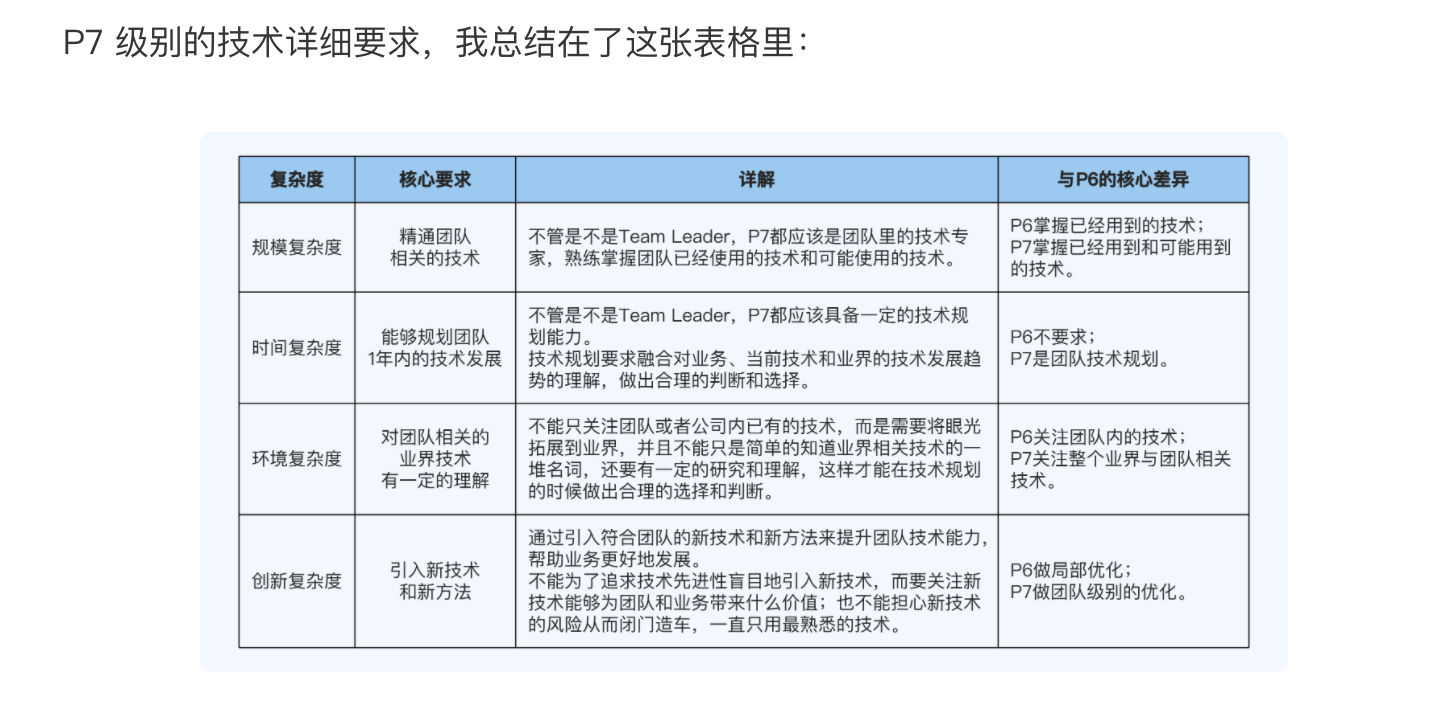 P7 级别的技术详细要求，我总结在了这张表格里：
复杂度 核心要求 详解 与P6的核心差异
规模复杂度
精通团队
相关的技术
不管是不是Team Leader，P7都应该是团队里的技术专
家，熟练掌握团队已经使用的技术和可能使用的技术。
P6掌握已经用到的技术；
P7掌握已经用到和可能用到
的技术。
时间复杂度
能够规划团队
1年内的技术发展
不管是不是Team Leader，P7都应该具备一定的技术规
划能力。
技术规划要求融合对业务、当前技术和业界的技术发展趋
势的理解，做出合理的判断和选择。
P6不要求；
P7是团队技术规划。
环境复杂度
对团队相关的
业界技术
有一定的理解
不能只关注团队或者公司内已有的技术，而是需要将眼光
拓展到业界，并且不能只是简单的知道业界相关技术的一
堆名词，还要有一定的研究和理解，这样才能在技术规划
的时候做出合理的选择和判断。
P6关注团队内的技术；
P7关注整个业界与团队相关
技术。
创新复杂度
引入新技术
和新方法
通过引入符合团队的新技术和新方法来提升团队技术能力，
帮助业务更好地发展。
不能为了追求技术先进性盲目地引入新技术，而要关注新
技术能够为团队和业务带来什么价值；也不能担心新技术
的风险从而闭门造车，一直只用最熟悉的技术。
P6做局部优化；
P7做团队级别的优化。